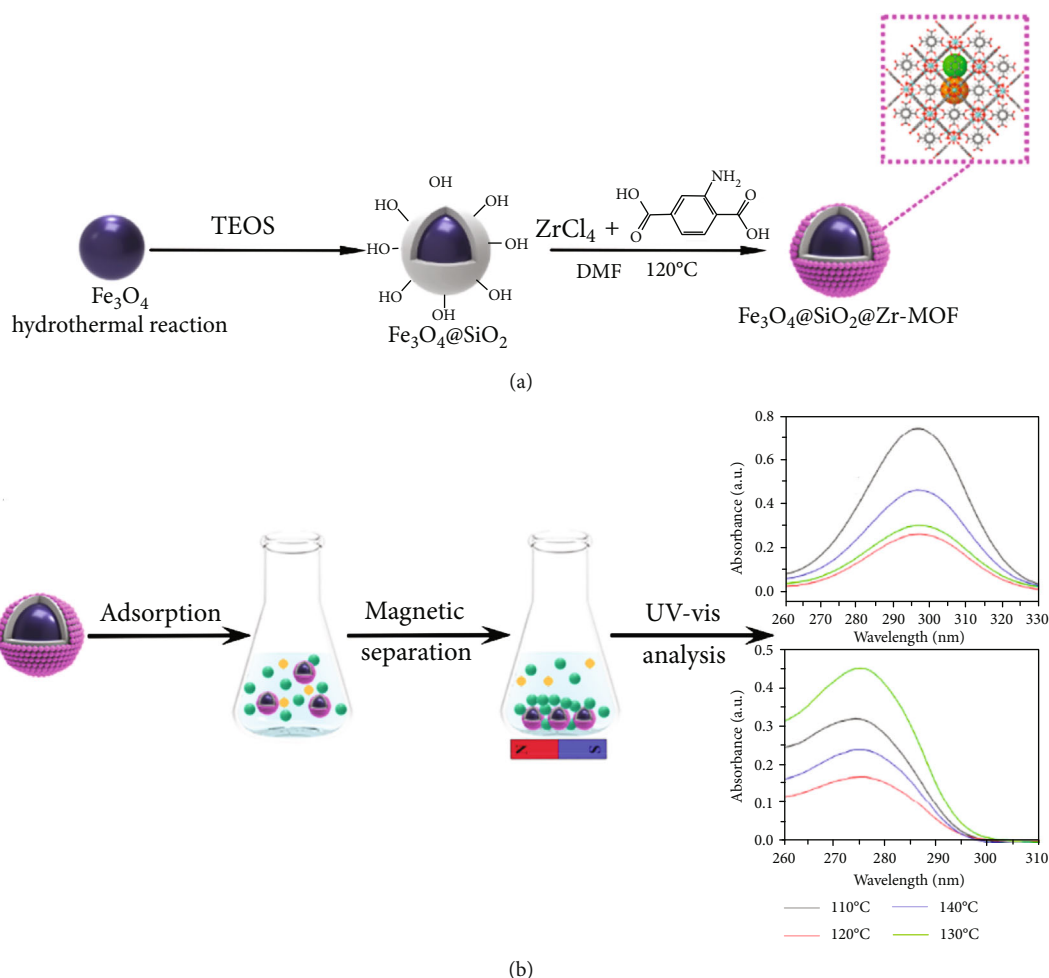 TEOS
Fe₃O₄
hydrothermal reaction
OH
OH
OH
HO
OH
HO
OH
HO
OH
Fe₃O₄@SiO₂
ZrCl₄ +
NH₂
HO
O
O
OH
DMF 120°C
Fe₃O₄@SiO₂@Zr-MOF
(a)
Adsorption
Magnetic
separation
N S
UV-vis
analysis
Absorbance (a.u.)
0.8
0.6
0.4
0.2
0.0
260 270 280 290 300 310 320 330
Wavelength (nm)
Absorbance (a.u.)
0.5
0.4
0.3
0.2
0.1
0.0
260 270 280 290 300 310
Wavelength (nm)
110°C 140°C
120°C 130°C
(b)